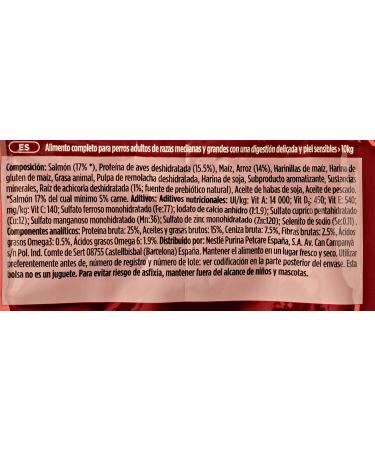 ES Alimento completo para perros adultos de razas medianas y grandes con una digestión delicada y piel sensibles >10kg
Composición: Salmón (17% *), Proteína de aves deshidratada (15.5%), Maíz, Arroz (14%), Harinillas de maíz, Harina de
gluten de maíz, Grasa animal, Pulpa de remolacha deshidratada, Harina de soja, Subproducto aromatizante, Sustancias
minerales, Raíz de achicoria deshidratada (1%; fuente de prebiótico natural), Aceite de habas de soja, Aceite de pescado.
*Salmón 17% del cual mínimo 5% carne. Aditivos: Aditivos nutricionales: UI/kg: Vit A: 14 000; Vit D3: 450; Vit E: 540;
mg/kg: Vit C: 140; Sulfato ferroso monohidratado (Fe:77); Iodato de calcio anhidro (I:1.9); Sulfato cuprico pentahidratado
(Cu:12); Sulfato manganoso monohidratado (Mn:36); Sulfato de zinc monohidratado (Zn:120); Selenito de sodio (Se:0.11) .
Componentes analíticos: Proteína bruta: 25%, Aceites y grasas brutos: 15%, Ceniza bruta: 7.5%, Fibras brutas: 2.5%, Ácidos
grasos Omega3: 0.5%, Ácidos grasos Omega 6: 1.9%. Distribuido por: Nestlé Purina Petcare España, S.A. Av. Can Campanyà
s/n Pol. Ind. Comte de Sert 08755 Castellbisbal (Barcelona) España. Mantener el alimento en un lugar fresco y seco. Utilizar
preferentemente antes de, número de registro y número de lote: ver codificación en la parte posterior del envase. Esta
bolsa no es un juguete. Para evitar riesgo de asfixia, mantener fuera del alcance de niños y mascotas.